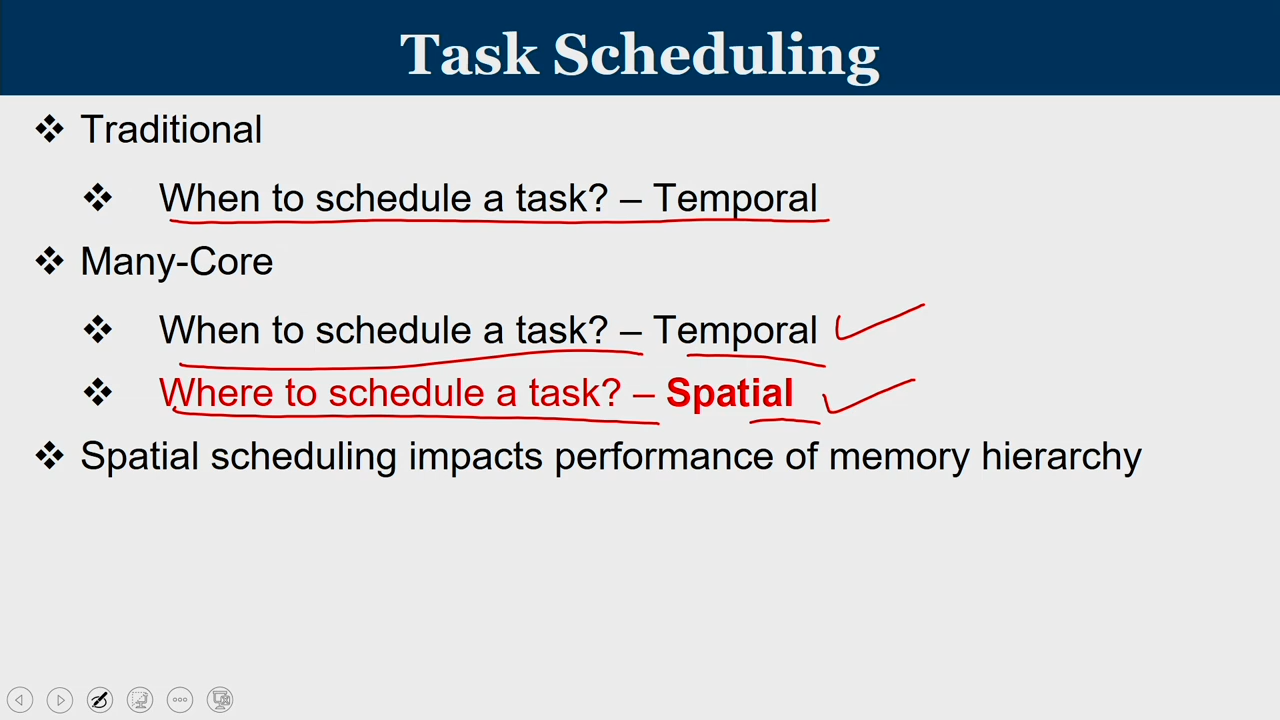 Task Scheduling
❖ Traditional
❖ When to schedule a task? – Temporal
❖ Many-Core
❖ When to schedule a task? – Temporal
❖ Where to schedule a task? – Spatial
❖ Spatial scheduling impacts performance of memory hierarchy